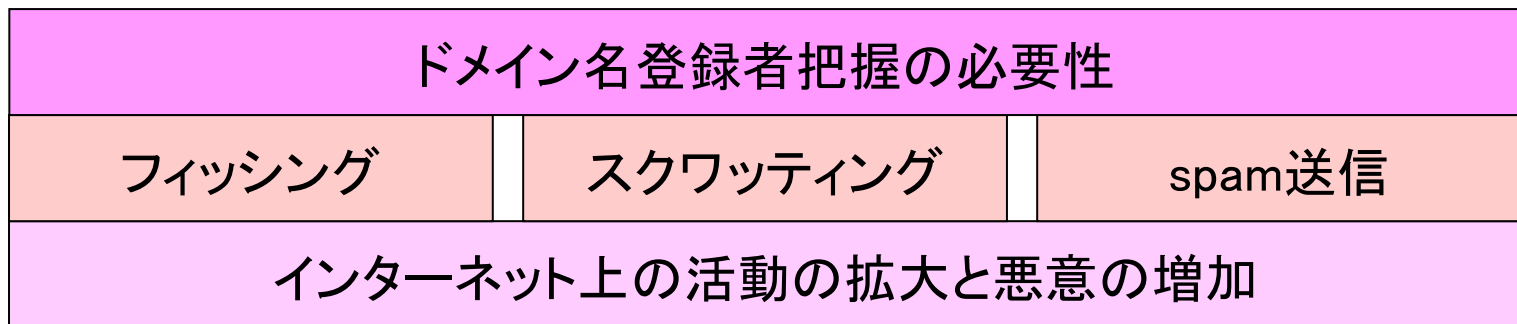 ドメイン名登録者把握の必要性
フィッシング
スクワッティング
spam送信
インターネット上の活動の拡大と悪意の増加